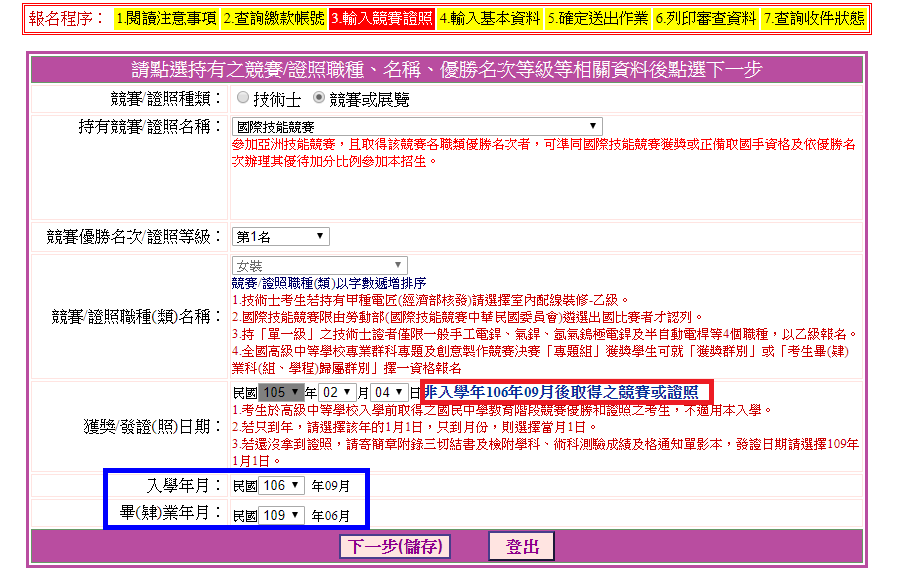 報名程序： 1.閱讀注意事項 2.查詢繳款帳號 3.輸入競賽證照 4.輸入基本資料 5.確定送出作業 6.列印審查資料 7.查詢收件狀態
請點選持有之競賽/證照職種、名稱、優勝名次等級等相關資料後點選下一步
競賽/證照種類： 技術士 競賽或展覽
持有競賽/證照名稱： 國際技能競賽
參加亞洲技能競賽，且取得該競賽各職類優勝名次者，可準同國際技能競賽獲獎或正備取國手資格及依優勝名
次辦理其優待加分比例參加本招生。
競賽優勝名次/證照等級： 第1名
女裝
競賽/證照職種(類)以字數遞增排序
競賽/證照職種(類)名稱：
1.技術士考生若持有甲種電匠(經濟部核發)請選擇室內配線裝修-乙級。
2.國際技能競賽限由勞動部(國際技能競賽中華民國委員會)遴選出國比賽者才認列。
3.持「單一級」之技術士證者僅限一般手工電銲、氣銲、氬氣鎢極電銲及半自動電桿等4個職種，以乙級報名。
4.全國高級中等學校專業群科專題及創意製作競賽決賽「專題組」獲獎學生可就「獲獎群別」或「考生畢(肄)
業科(組、學程)歸屬群別」擇一資格報名
獲獎/發證(照)日期：
民國 105 年 02 月 04 日 非入學年106年09月後取得之競賽或證照
1.考生於高級中等學校入學前取得之國民中學教育階段競賽優勝和證照之考生，不適用本入學。
2.若只到年，請選擇該年的1月1日，只到月份，則選擇當月1日。
3.若還沒拿到證照，請寄簡章附錄三切結書及檢附學科、術科測驗成績及格通知單影本，發證日期請選擇109年
1月1日。
入學年月： 民國 106 年09月
畢(肄)業年月： 民國 109 年06月
下一步(儲存) 登出